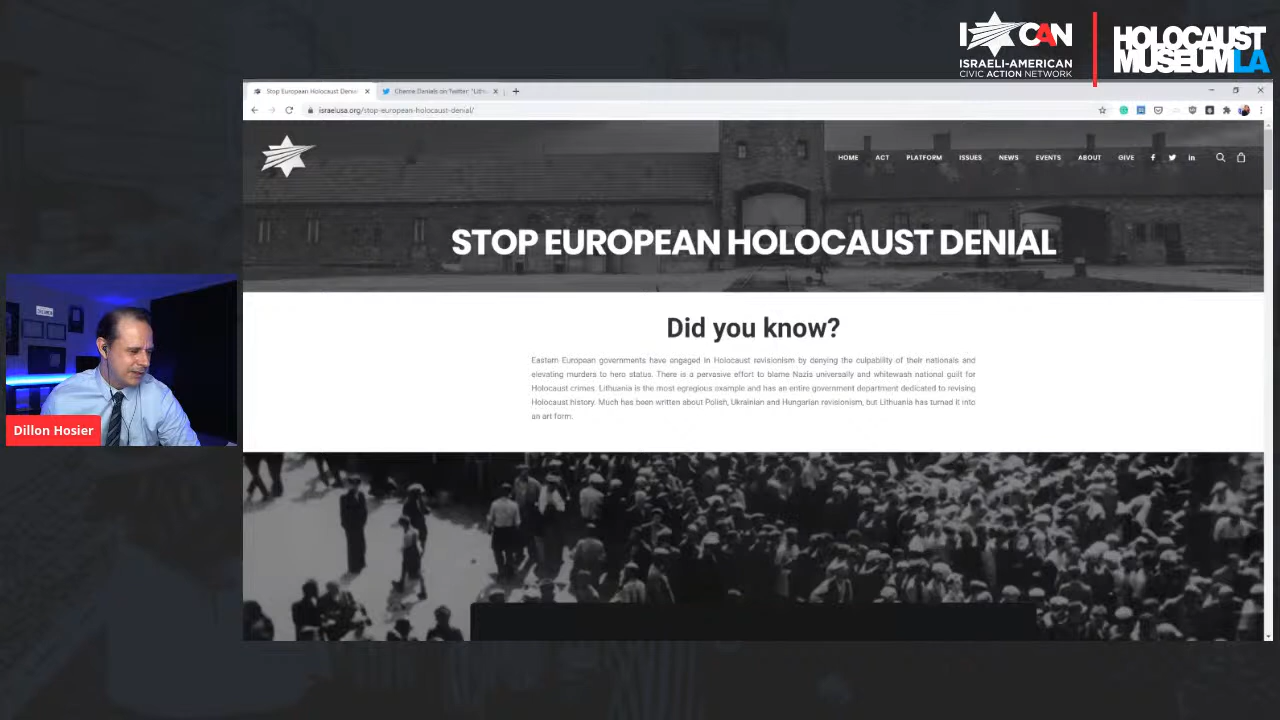 I CAN
ISRAELI-AMERICAN
CIVIC ACTION NETWORK
HOLOCAUST
MUSEUM LA
Stop European Holocaust Denia
israelusa.org/stop-european-holocaust-denial/
HOME ACT PLATFORM ISSUES NEWS EVENTS ABOUT GIVE
STOP EUROPEAN HOLOCAUST DENIAL
Did you know?
Eastern European governments have engaged in Holocaust revisionism by denying the culpability of their nationals and
elevating murders to hero status. There is a pervasive effort to blame Nazis universally and whitewash national guilt for
Holocaust crimes. Lithuania is the most egregious example and has an entire government department dedicated to revising
Holocaust history. Much has been written about Polish, Ukrainian and Hungarian revisionism, but Lithuania has turned it into
an art form.
Dillon Hosier